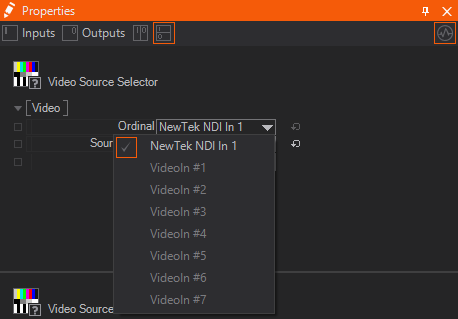 Properties
Inputs Outputs
Video Source Selector
Video
Ordinal NewTek NDI In 1
Sour
NewTek NDI In 1
VideoIn #1
VideoIn #2
VideoIn #3
VideoIn #4
VideoIn #5
VideoIn #6
VideoIn #7
Video Source